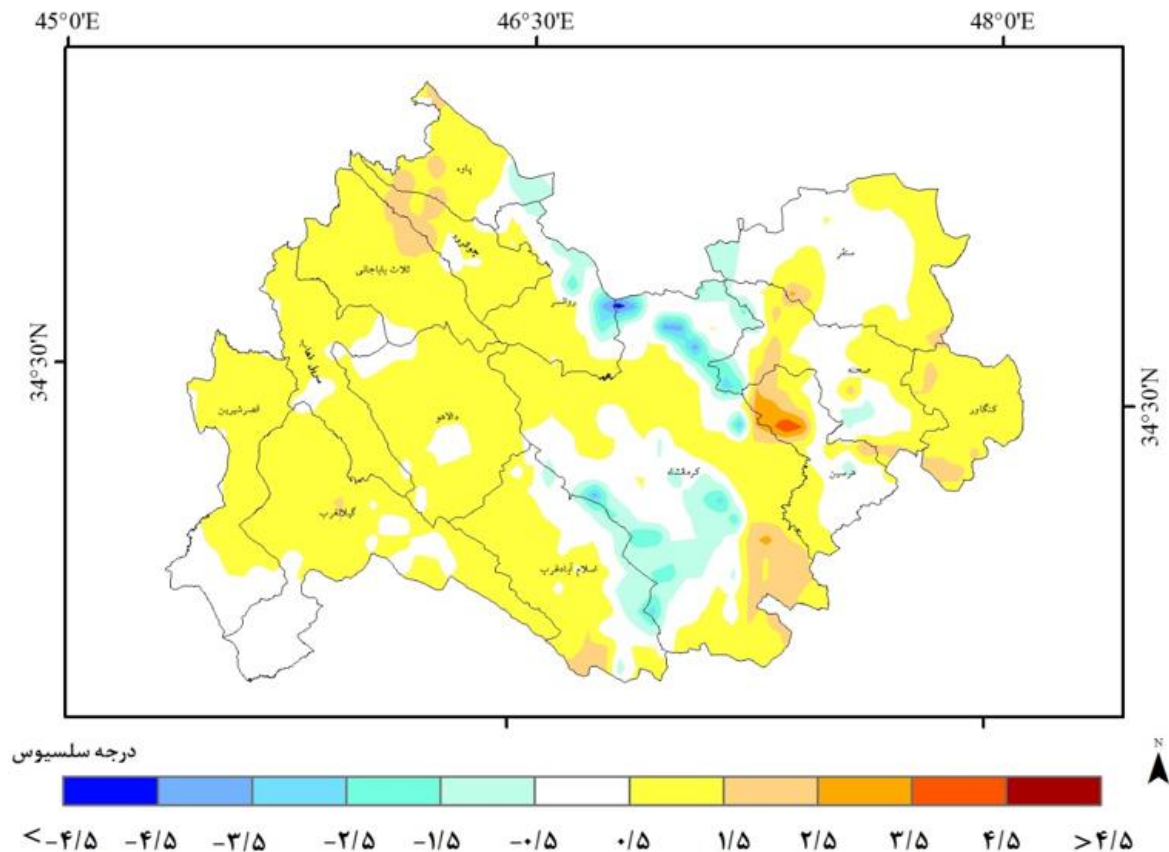 45°0'E 46°30'E 48°0'E
34°30'N
34°30'N
پاوه
جوانرود
ثلاث باباجانی
روانسر
سنقر
سرپل ذهاب
صحنه
کنگاور
قصرشیرین
دالاهو
کرمانشاه
هرسین
گیلانغرب
اسلام آبادغرب
درجه سلسیوس
N
<-۴/۵ -۴/۵ -۳/۵ -۲/۵ -۱/۵ -۰/۵ ۰/۵ ۱/۵ ۲/۵ ۳/۵ ۴/۵ >۴/۵